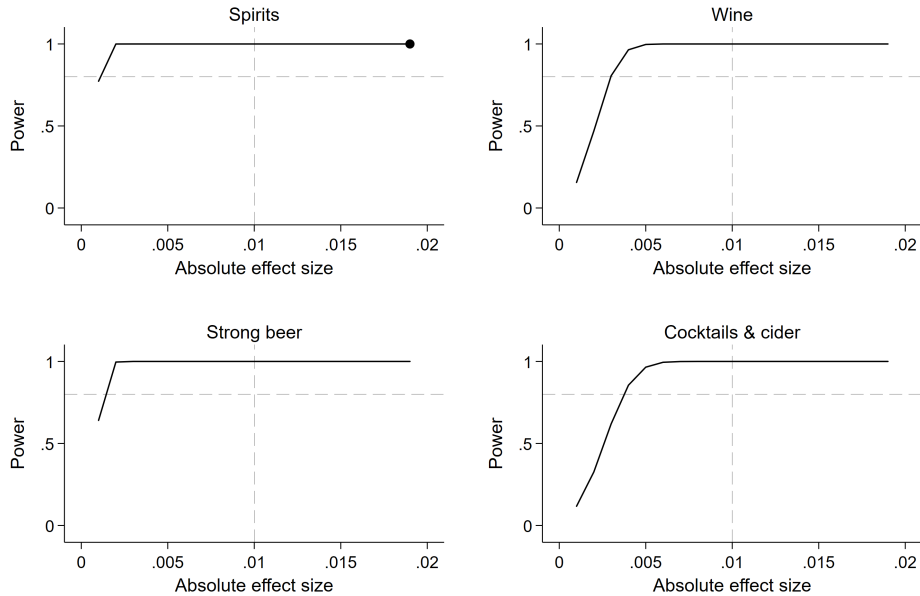 Spirits
Power
1
.5
0
0 .005 .01 .015 .02
Absolute effect size
Wine
Power
1
.5
0
0 .005 .01 .015 .02
Absolute effect size
Strong beer
Power
1
.5
0
0 .005 .01 .015 .02
Absolute effect size
Cocktails & cider
Power
1
.5
0
0 .005 .01 .015 .02
Absolute effect size